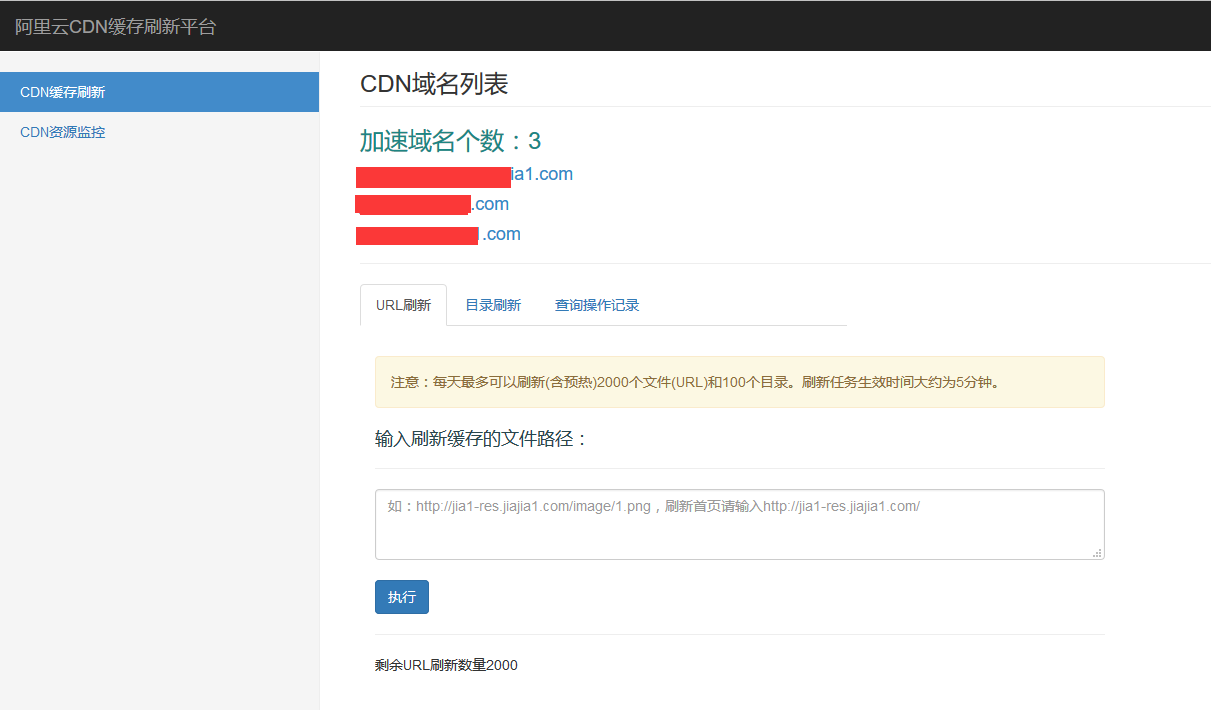 阿里云CDN缓存刷新平台
CDN缓存刷新
CDN资源监控
CDN域名列表
加速域名个数：3
ia1.com
.com
.com
URL刷新 目录刷新 查询操作记录
注意：每天最多可以刷新(含预热)2000个文件(URL)和100个目录。刷新任务生效时间大约为5分钟。
输入刷新缓存的文件路径：
如：http://jia1-res.jiajia1.com/image/1.png，刷新首页请输入http://jia1-res.jiajia1.com/
执行
剩余URL刷新数量2000